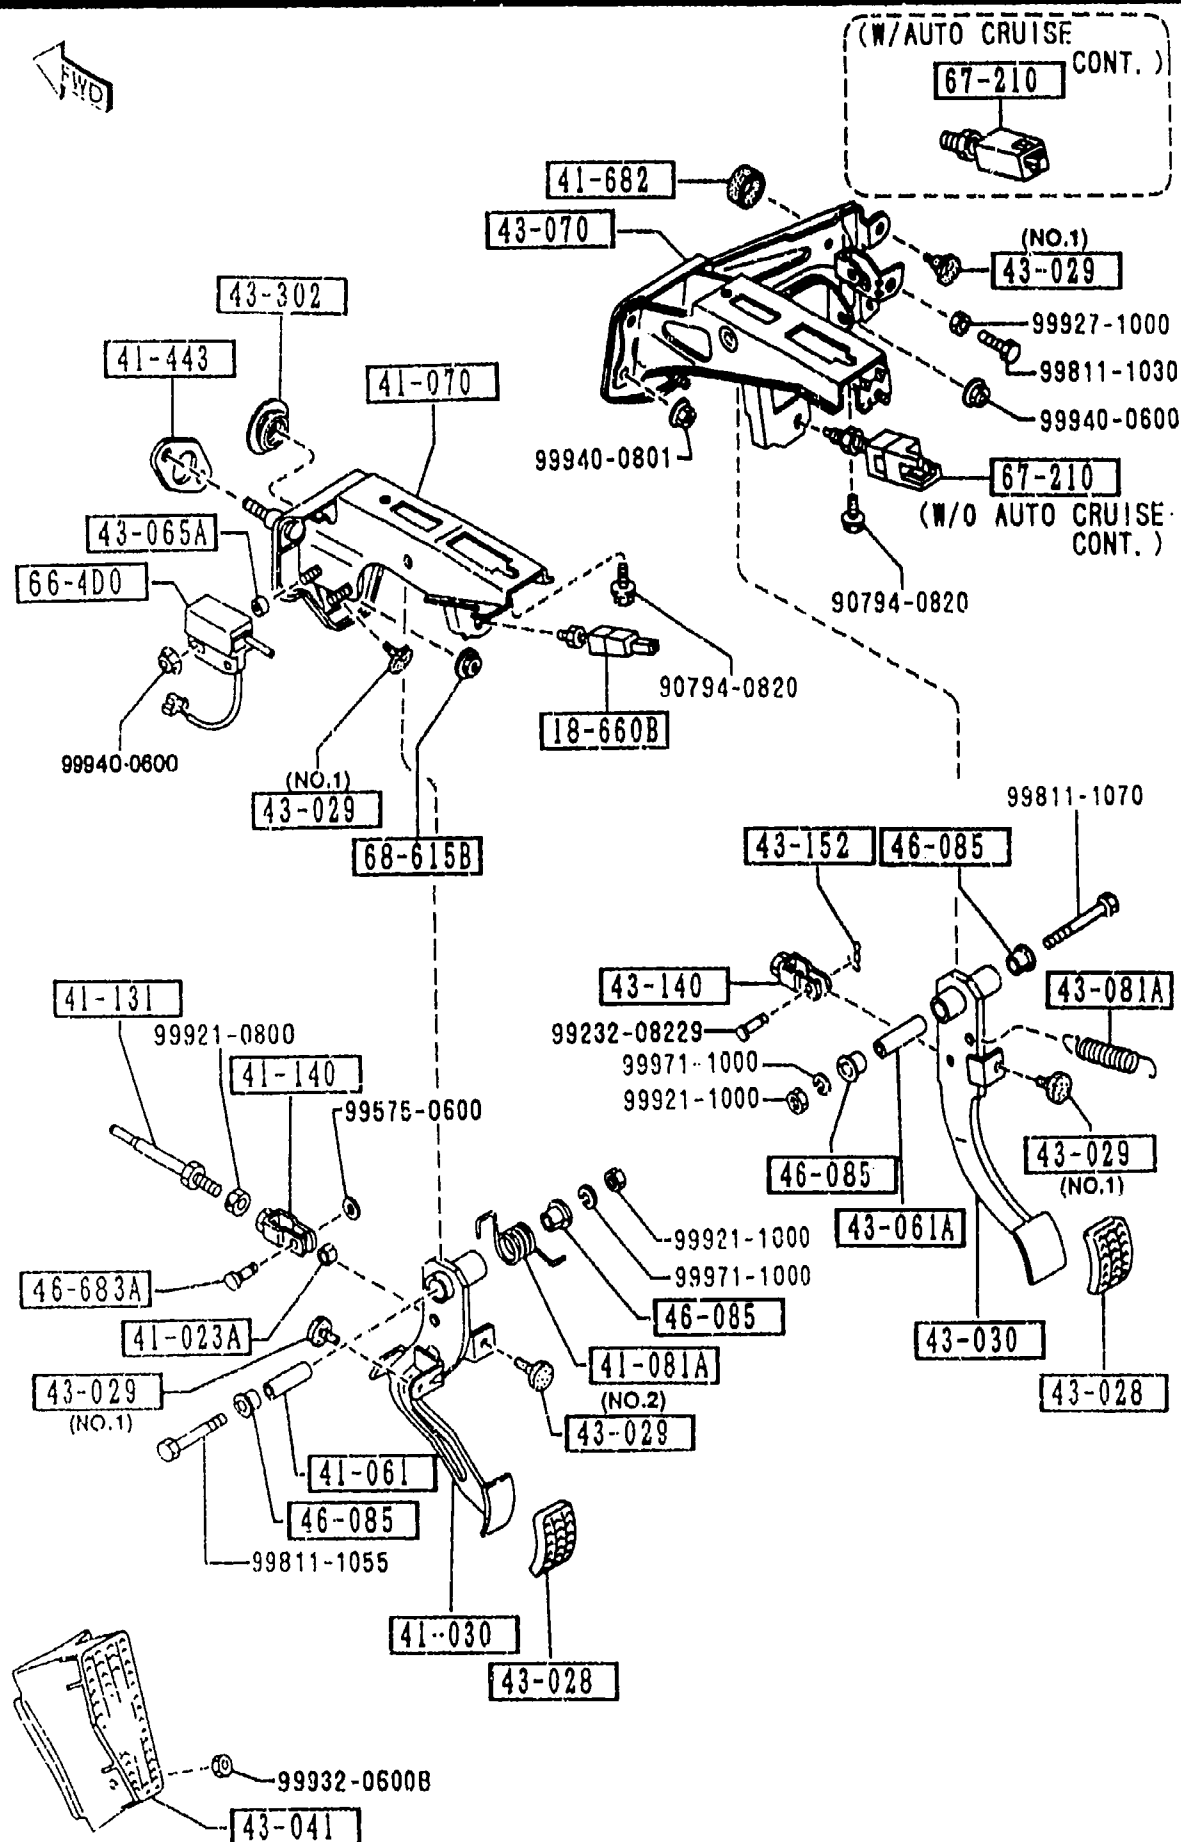 FWD
(W/AUTO CRUISE
CONT.)
67-210
41-682
43-070
(NO.1)
43-029
43-302
99927-1000
41-443
41-070
99811-1030
99940-0600
99940-0801
67-210
(W/O AUTO CRUISE
CONT.)
43-065A
66-4D0
90794-0820
90794-0820
18-660B
99940-0600
(NO.1)
43-029
68-615B
99811-1070
43-152
46-085
43-140
43-081A
41-131
99921-0800
99232-08229
41-140
99971-1000
99921-1000
99576-0600
43-029
(NO.1)
46-085
43-061A
99921-1000
99971-1000
46-683A
46-085
41-023A
43-030
41-081A
43-029
(NO.1)
43-028
(NO.2)
43-029
41-061
46-085
99811-1055
41-030
43-028
99932-0600B
43-041